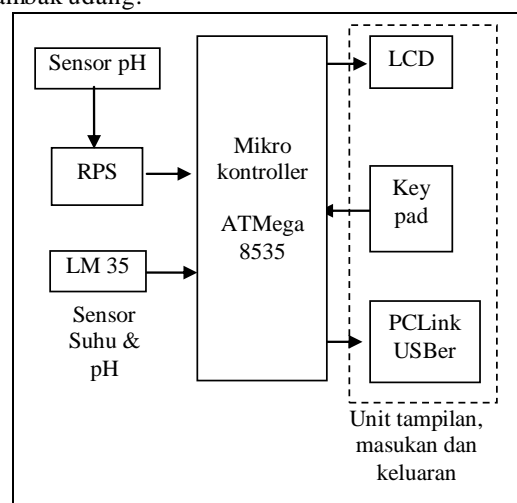 udang.
Sensor pH
RPS
LM 35
Sensor
Suhu &
pH
Mikro
kontroller
ATMega
8535
LCD
Key
pad
PCLink
USBer
Unit tampilan,
masukan dan
keluaran